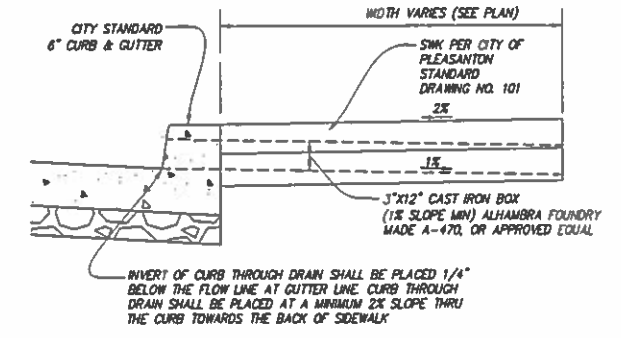 WIDTH VARIES (SEE PLAN)
CITY STANDARD
6" CURB & GUTTER
SWK PER CITY OF
PLEASANTON
STANDARD
DRAWING NO. 101
2%
1%
3"X12" CAST IRON BOX
(1% SLOPE MIN) ALHAMBRA FOUNDRY
MADE A-470, OR APPROVED EQUAL
INVERT OF CURB THROUGH DRAIN SHALL BE PLACED 1/4"
BELOW THE FLOW LINE AT GUTTER LINE. CURB THROUGH
DRAIN SHALL BE PLACED AT A MINIMUM 2% SLOPE THRU
THE CURB TOWARDS THE BACK OF SIDEWALK